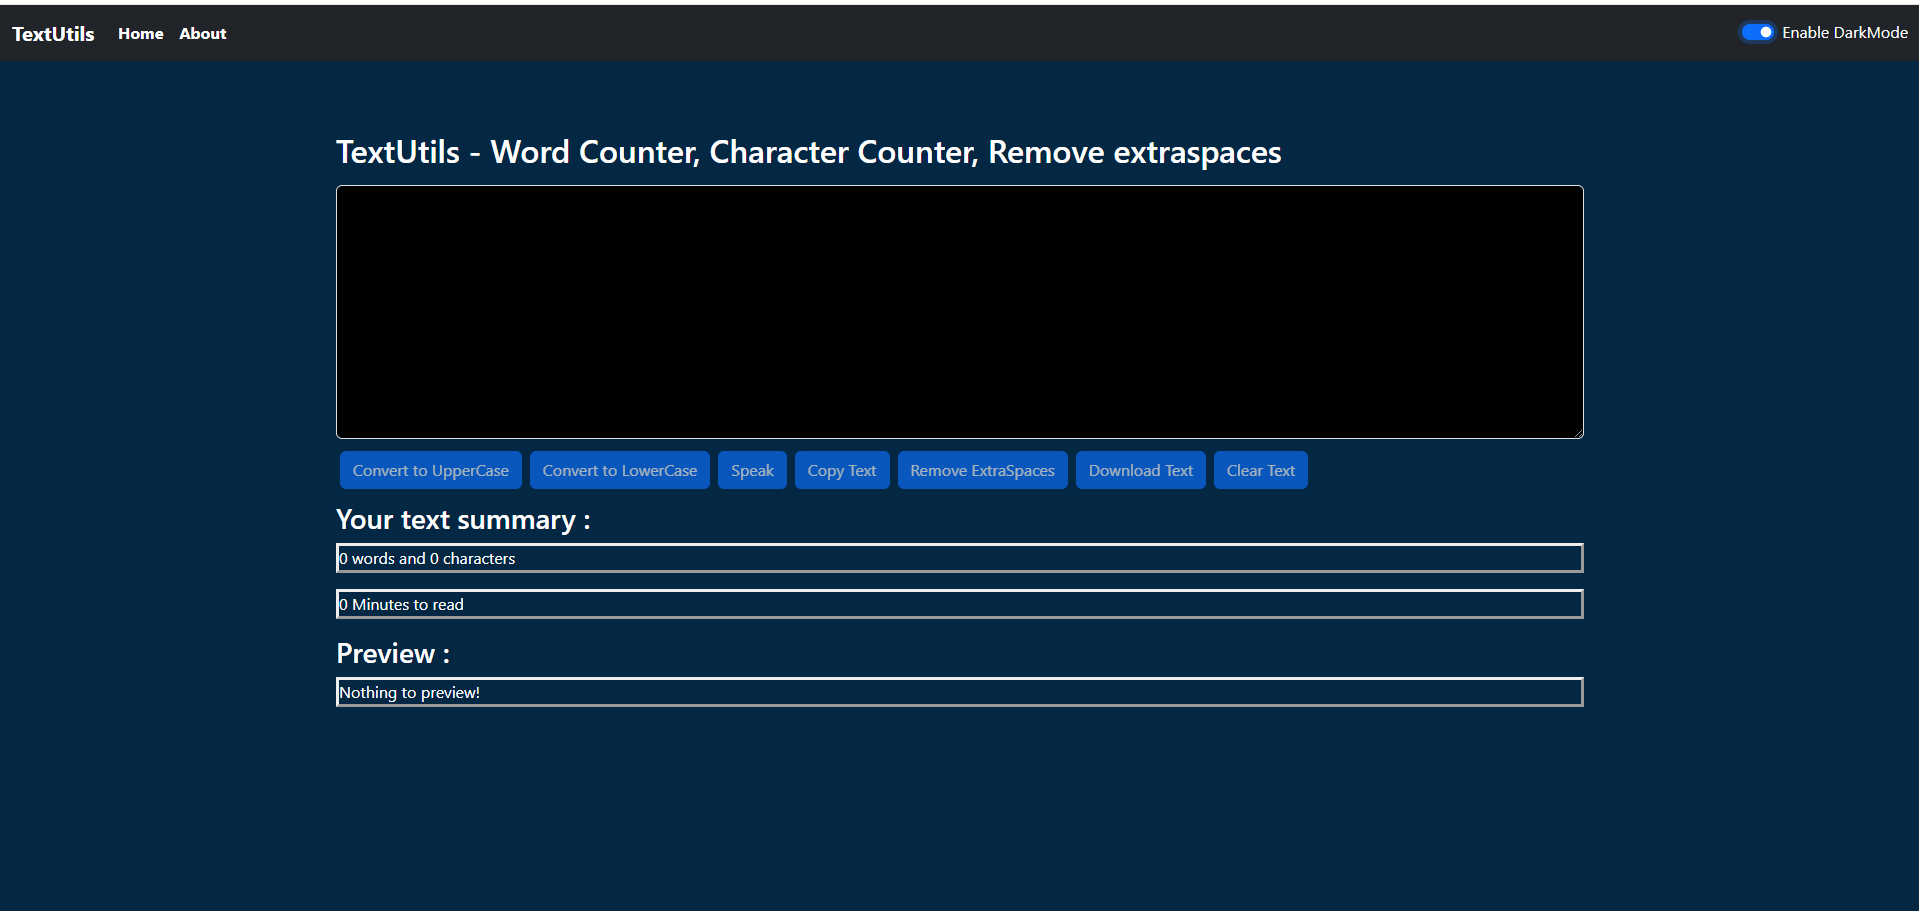 TextUtils Home About Enable DarkMode
TextUtils - Word Counter, Character Counter, Remove extraspaces
Convert to UpperCase Convert to LowerCase Speak Copy Text Remove ExtraSpaces Download Text Clear Text
Your text summary :
0 words and 0 characters
0 Minutes to read
Preview :
Nothing to preview!